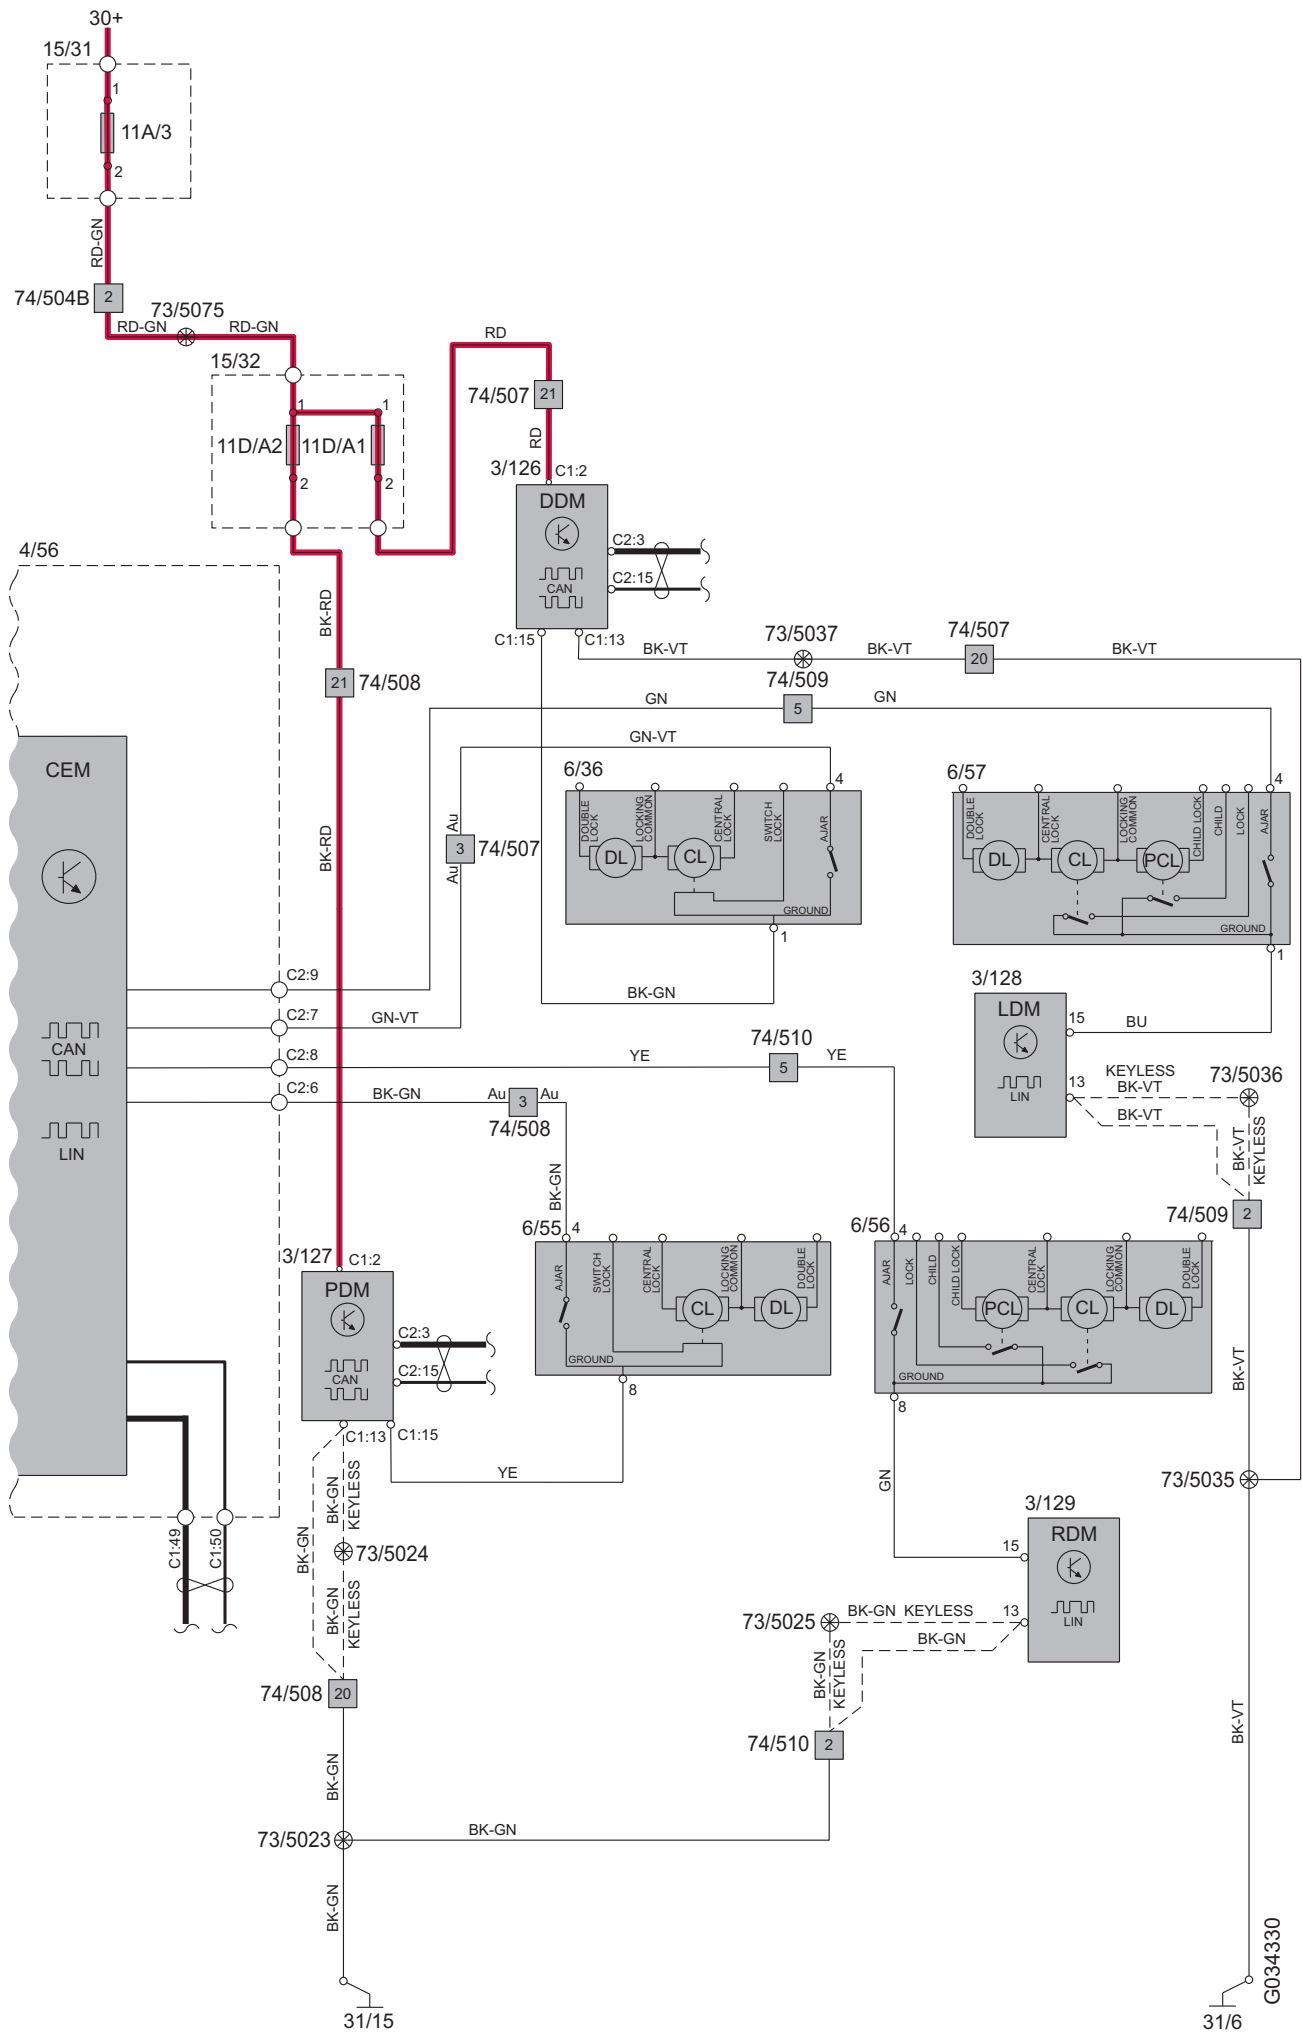 30+
15/31
1
11A/3
2
RD-GN
74/504B
2
73/5075
RD-GN
RD-GN
15/32
1
1
11D/A2
11D/A1
2
2
RD
74/507
21
RD
3/126
C1:2
DDM
C2:3
C2:15
CAN
C1:15
C1:13
BK-VT
73/5037
BK-VT
74/507
20
BK-VT
4/56
BK-RD
21
74/508
BK-RD
74/509
GN
5
GN
GN-VT
CEM
6/36
4
DOUBLE
LOCK
LOCKING
COMMON
CENTRAL
LOCK
SWITCH
LOCK
AJAR
DL
CL
GROUND
1
Au
3
74/507
Au
6/57
4
DOUBLE
LOCK
CENTRAL
LOCK
LOCKING
COMMON
CHILD LOCK
CHILD
LOCK
AJAR
DL
CL
PCL
GROUND
1
BK-GN
C2:9
C2:7
GN-VT
C2:8
YE
74/510
5
YE
C2:6
BK-GN
Au
3
Au
74/508
CAN
LIN
3/128
LDM
15
BU
LIN
13
KEYLESS
BK-VT
73/5036
BK-VT
BK-VT
KEYLESS
74/509
2
BK-GN
6/55
4
AJAR
SWITCH
LOCK
CENTRAL
LOCK
LOCKING
COMMON
DOUBLE
LOCK
CL
DL
GROUND
8
6/56
4
AJAR
LOCK
CHILD
CHILD LOCK
CENTRAL
LOCK
LOCKING
COMMON
DOUBLE
LOCK
PCL
CL
DL
GROUND
8
3/127
C1:2
PDM
C2:3
C2:15
CAN
C1:13
C1:15
YE
BK-VT
73/5035
GN
3/129
RDM
15
13
LIN
C1:49
C1:50
BK-GN
BK-GN
KEYLESS
73/5024
BK-GN
KEYLESS
74/508
20
73/5025
BK-GN KEYLESS
BK-GN
BK-GN
KEYLESS
74/510
2
BK-VT
BK-GN
73/5023
BK-GN
BK-GN
31/15
31/6
G034330